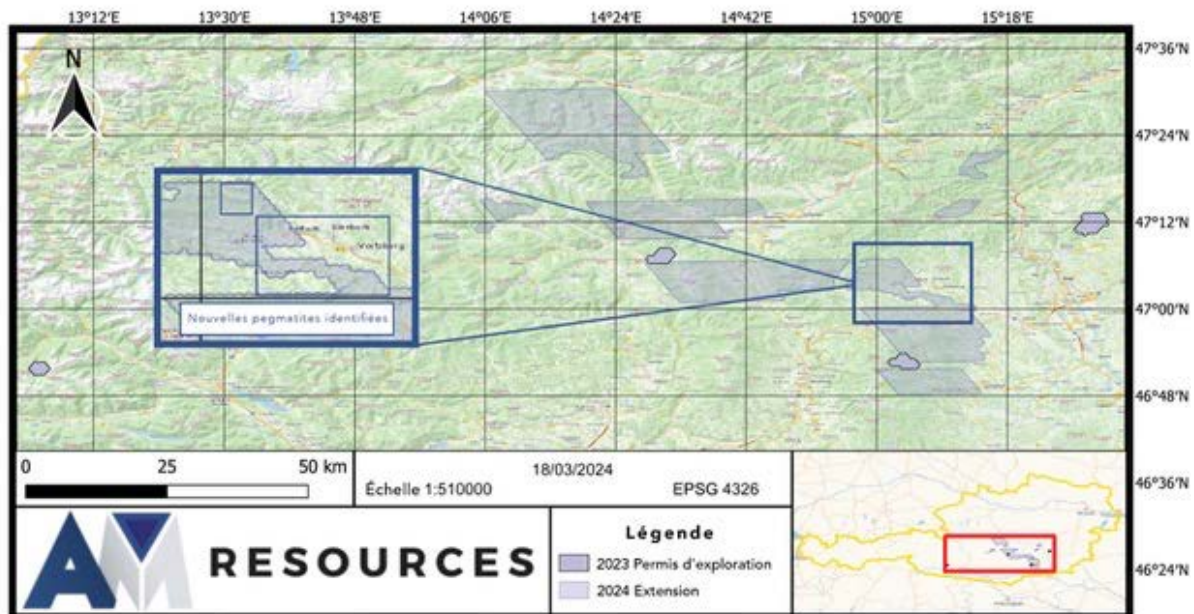 13°12'E 13°30'E 13°48'E 14°06'E 14°24'E 14°42'E 15°00'E 15°18'E
N
47°36'N
47°24'N
47°12'N
47°00'N
46°48'N
46°36'N
46°24'N
Nouvelles pegmatites identifiées
0 25 50 km
18/03/2024
Échelle 1:510000 EPSG 4326
AM RESOURCES
Légende
2023 Permis d'exploration
2024 Extension